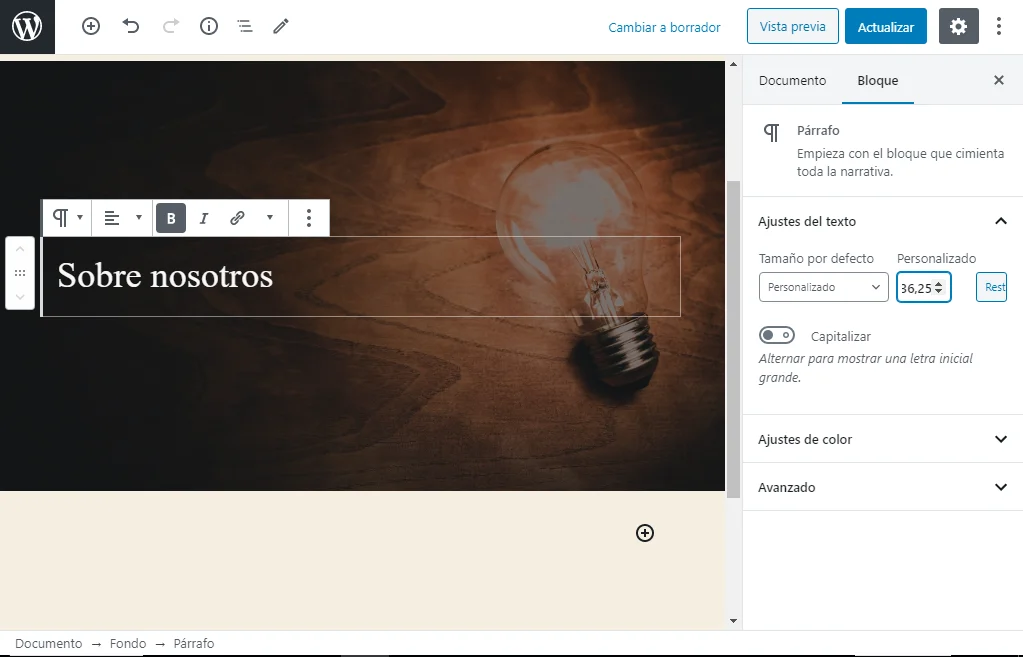 Cambiar a borrador
Vista previa
Actualizar
Documento
Bloque
Párrafo
Empieza con el bloque que cimienta
toda la narrativa.
B I
Sobre nosotros
Ajustes del texto
Tamaño por defecto Personalizado
Personalizado 36,25 Rest
Capitalizar
Alternar para mostrar una letra inicial
grande.
Ajustes de color
Avanzado
Documento → Fondo → Párrafo